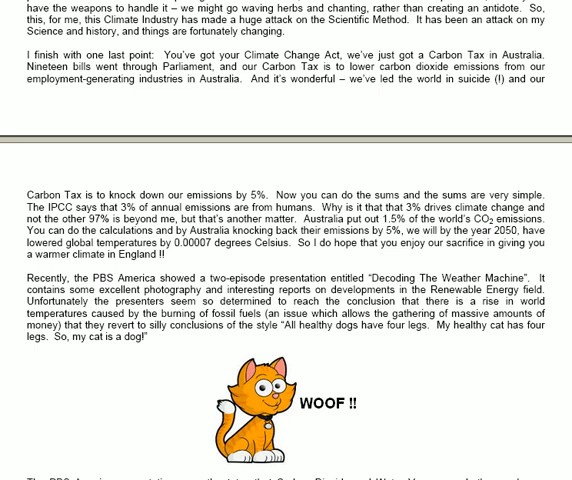 have the weapons to handle it – we might go waving herbs and chanting, rather than creating an antidote. So,
this, for me, this Climate Industry has made a huge attack on the Scientific Method. It has been an attack on my
Science and history, and things are fortunately changing.
I finish with one last point: You've got your Climate Change Act, we've just got a Carbon Tax in Australia.
Nineteen bills went through Parliament, and our Carbon Tax is to lower carbon dioxide emissions from our
employment-generating industries in Australia. And it's wonderful – we've led the world in suicide (!) and our
Carbon Tax is to knock down our emissions by 5%. Now you can do the sums and the sums are very simple.
The IPCC says that 3% of annual emissions are from humans. Why is it that that 3% drives climate change and
not the other 97% is beyond me, but that's another matter. Australia put out 1.5% of the world's CO₂ emissions.
You can do the calculations and by Australia knocking back their emissions by 5%, we will by the year 2050, have
lowered global temperatures by 0.00007 degrees Celsius. So I do hope that you enjoy our sacrifice in giving you
a warmer climate in England !!
Recently, the PBS America showed a two-episode presentation entitled "Decoding The Weather Machine". It
contains some excellent photography and interesting reports on developments in the Renewable Energy field.
Unfortunately the presenters seem so determined to reach the conclusion that there is a rise in world
temperatures caused by the burning of fossil fuels (an issue which allows the gathering of massive amounts of
money) that they revert to silly conclusions of the style "All healthy dogs have four legs. My healthy cat has four
legs. So, my cat is a dog!"
WOOF !!